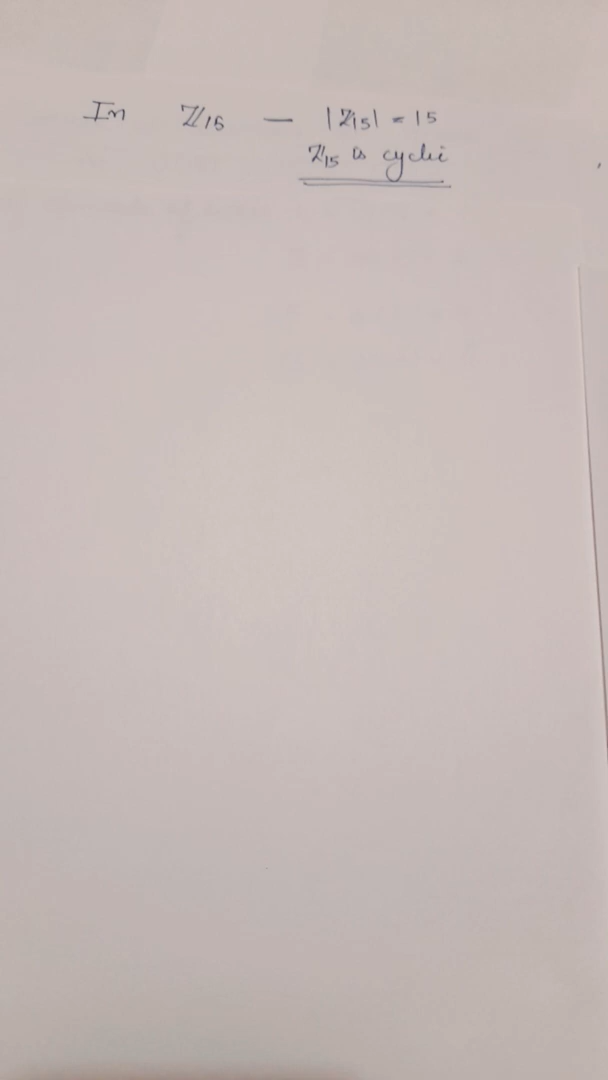 In ℤ₁₅ — |ℤ₁₅| = 15
ℤ₁₅ is cyclic